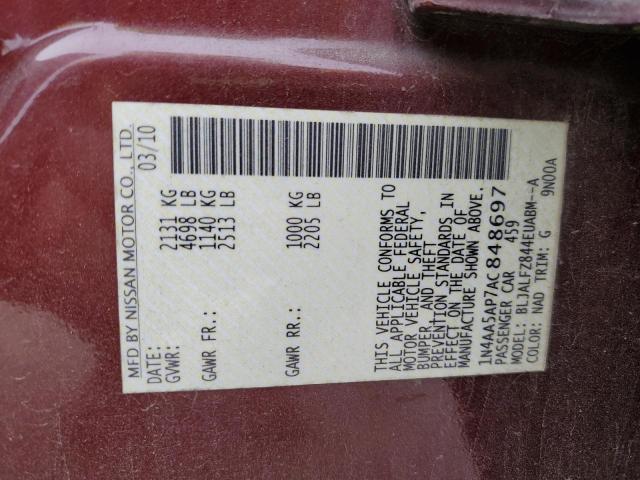 MFD BY NISSAN MOTOR CO., LTD.
DATE: 03/10
GVWR: 2131 KG
4698 LB
GAWR FR: 1140 KG
2513 LB
GAWR RR: 1000 KG
2205 LB
THIS VEHICLE CONFORMS TO
ALL APPLICABLE FEDERAL
MOTOR VEHICLE SAFETY,
BUMPER, AND THEFT
PREVENTION STANDARDS IN
EFFECT ON THE DATE OF
MANUFACTURE SHOWN ABOVE.
1N4AA5AP7AC848697
PASSENGER CAR 459
MODEL: BLJALFZ844EUABM--A
COLOR: NAD TRIM: G 9N00A